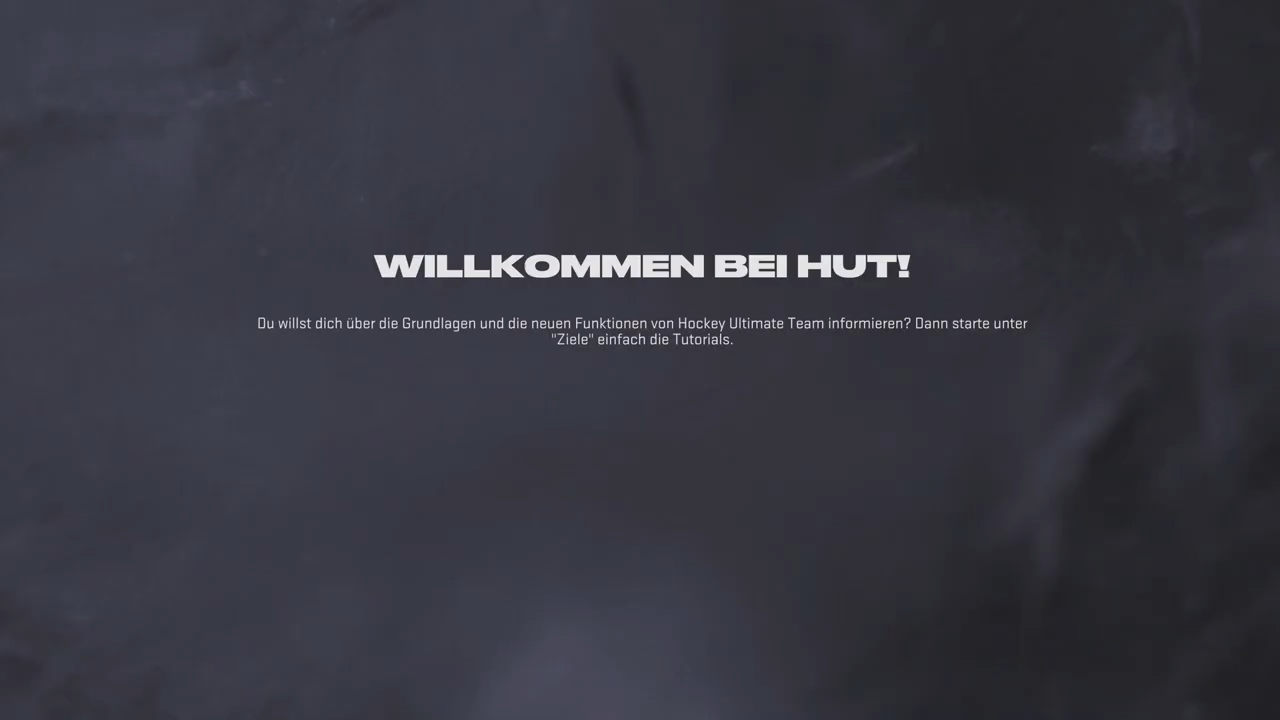 WILLKOMMEN BEI HUT!
Du willst dich über die Grundlagen und die neuen Funktionen von Hockey Ultimate Team informieren? Dann starte unter
"Ziele" einfach die Tutorials.